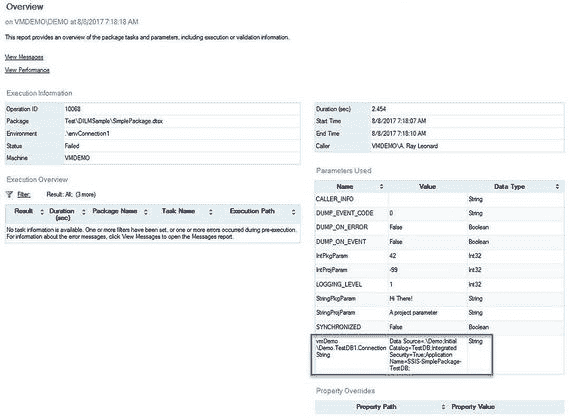 Overview
on VMDEMO\DEMO at 8/8/2017 7:18:18 AM
This report provides an overview of the package tasks and parameters, including execution or validation information.
View Messages
View Performance
Execution Information
Operation ID 10068
Package Test\DILMSample\SimplePackage.dtsx
Environment .\envConnection1
Status Failed
Machine VMDEMO
Duration (sec) 2.454
Start Time 8/8/2017 7:18:07 AM
End Time 8/8/2017 7:18:10 AM
Caller VMDEMO\A. Ray Leonard
Execution Overview
Filter: Result: All; (3 more)
Result Duration (sec) Package Name Task Name Execution Path
No task information is available. One or more filters have been set, or one or more errors occurred during pre-execution.
For information about the error messages, click View Messages to open the Messages report.
Parameters Used
Name Value Data Type
CALLER_INFO String
DUMP_EVENT_CODE 0 String
DUMP_ON_ERROR False Boolean
DUMP_ON_EVENT False Boolean
IntPkgParam 42 Int32
IntProjParam -99 Int32
LOGGING_LEVEL 1 Int32
StringPkgParam Hi There! String
StringProjParam A project parameter String
SYNCHRONIZED False Boolean
vmDemo Data Source=.\Demo;Initial String
\Demo.TestDB1.Connection Catalog=TestDB;Integrated
String Security=True;Application
Name=SSIS-SimplePackage-
TestDB;
Property Overrides
Property Path Property Value